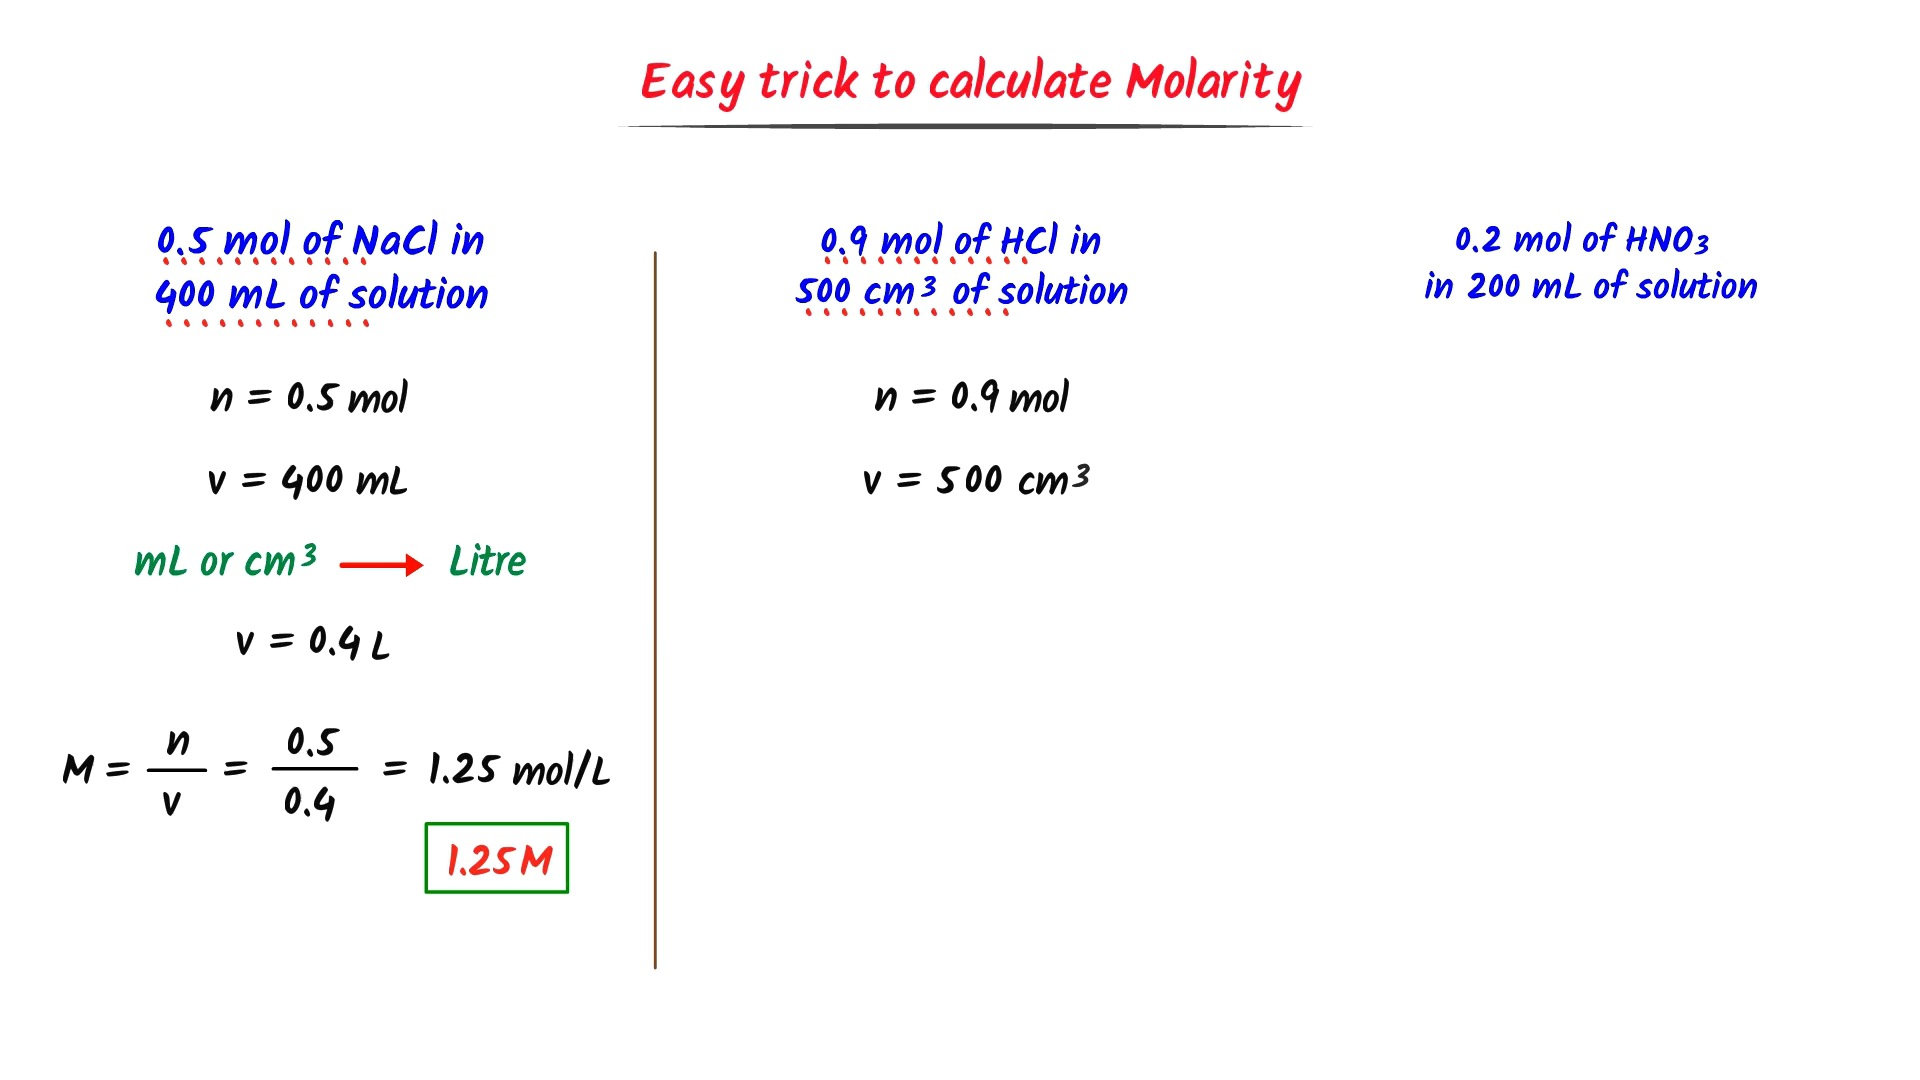 Easy trick to calculate Molarity
0.5 mol of NaCl in
400 mL of solution
n = 0.5 mol
v = 400 mL
mL or cm³ → Litre
v = 0.4 L
M = n/v = 0.5/0.4 = 1.25 mol/L
1.25 M
0.9 mol of HCl in
500 cm³ of solution
n = 0.9 mol
v = 500 cm³
0.2 mol of HNO₃
in 200 mL of solution